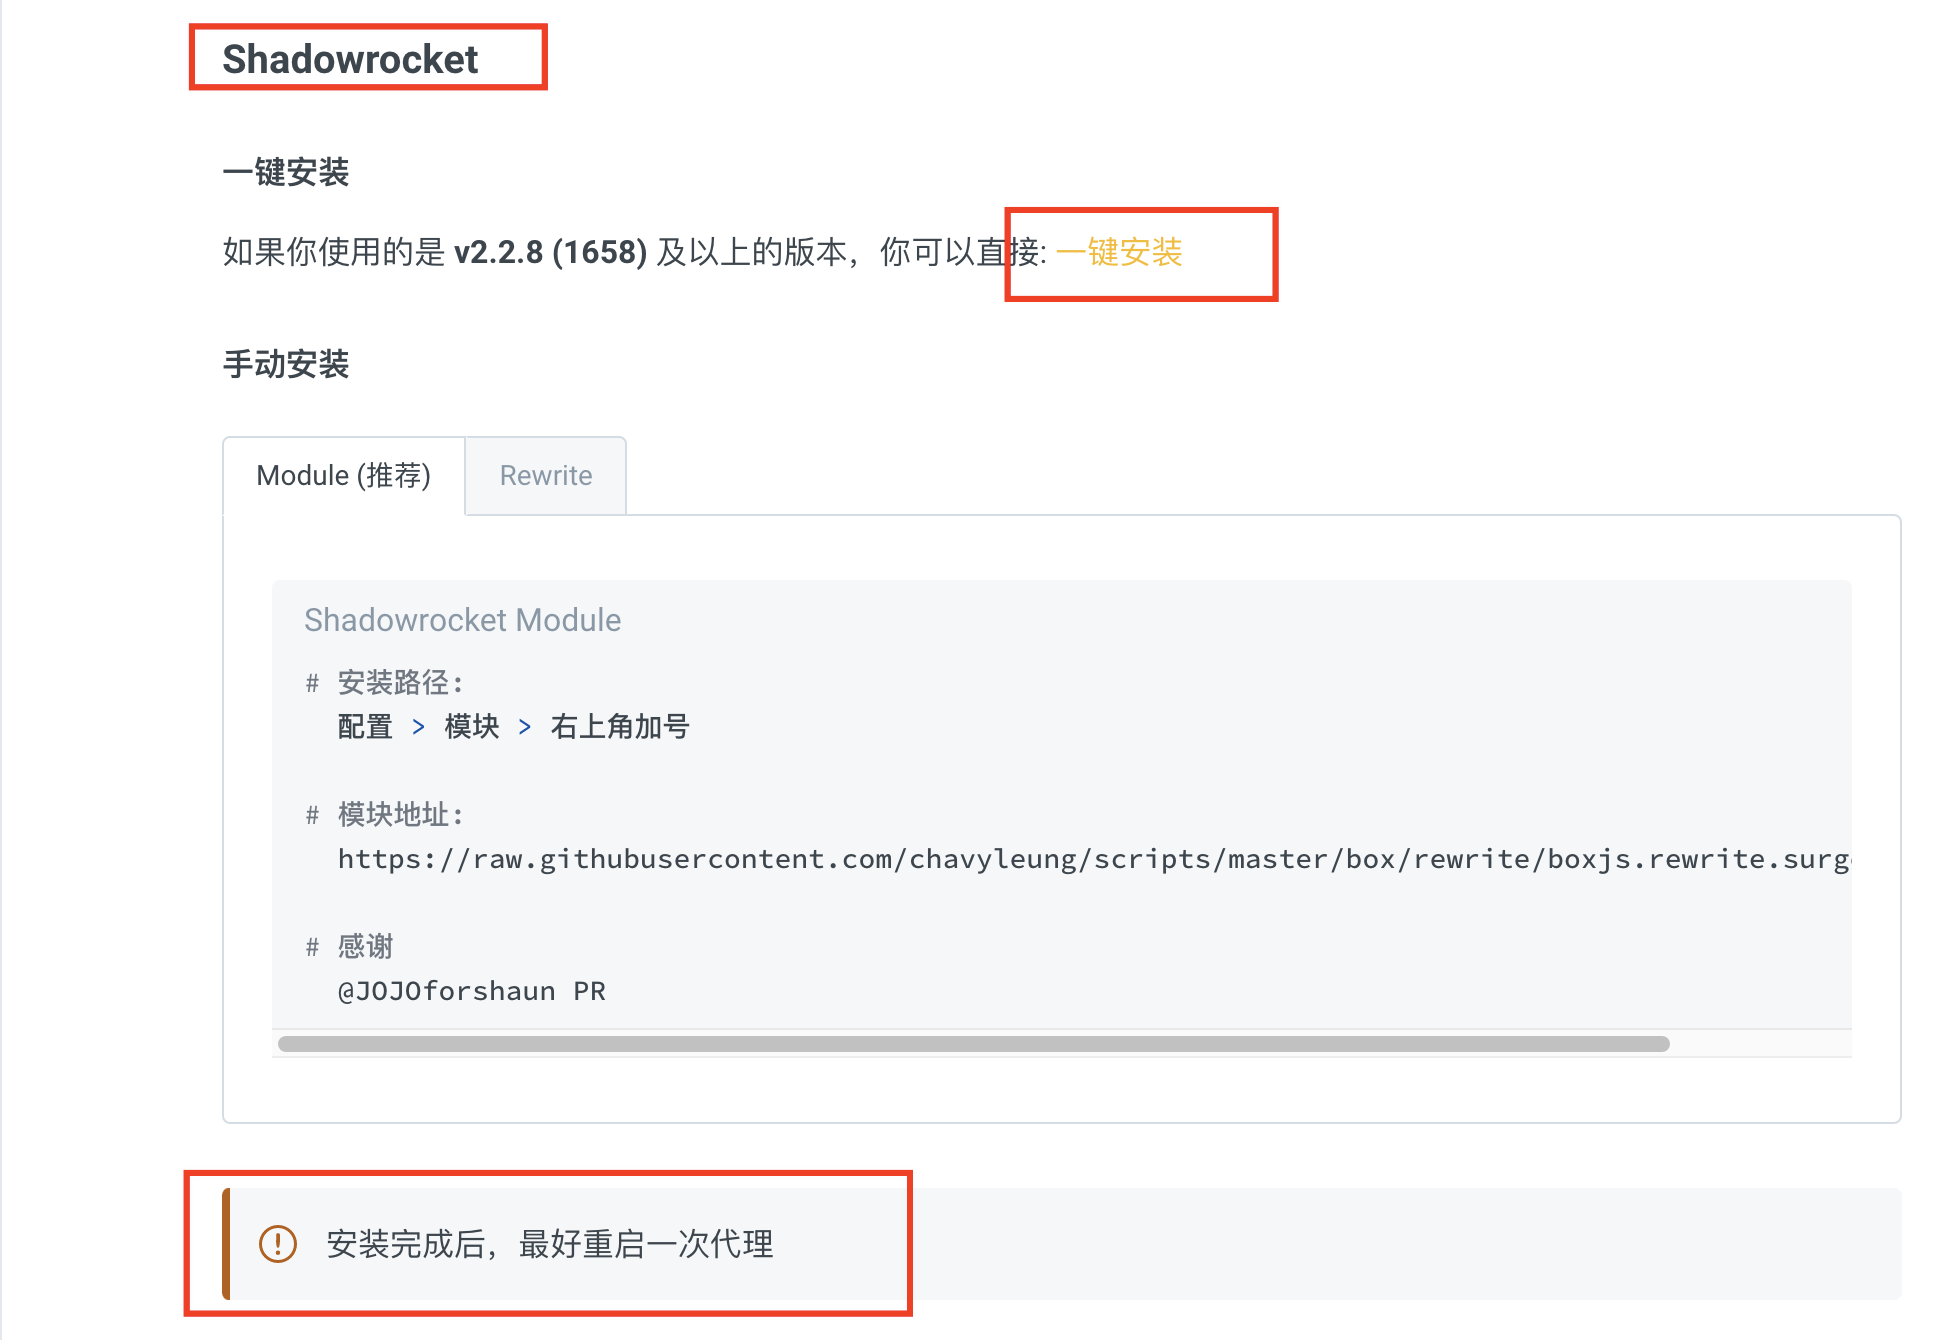 Shadowrocket
一键安装
如果你使用的是 v2.2.8 (1658) 及以上的版本，你可以直接: 一键安装
手动安装
Module (推荐)
Rewrite
Shadowrocket Module
# 安装路径:
配置 > 模块 > 右上角加号
# 模块地址:
https://raw.githubusercontent.com/chavyleung/scripts/master/box/rewrite/boxjs.rewrite.surg
# 感谢
@JOJOforshaun PR
安装完成后，最好重启一次代理